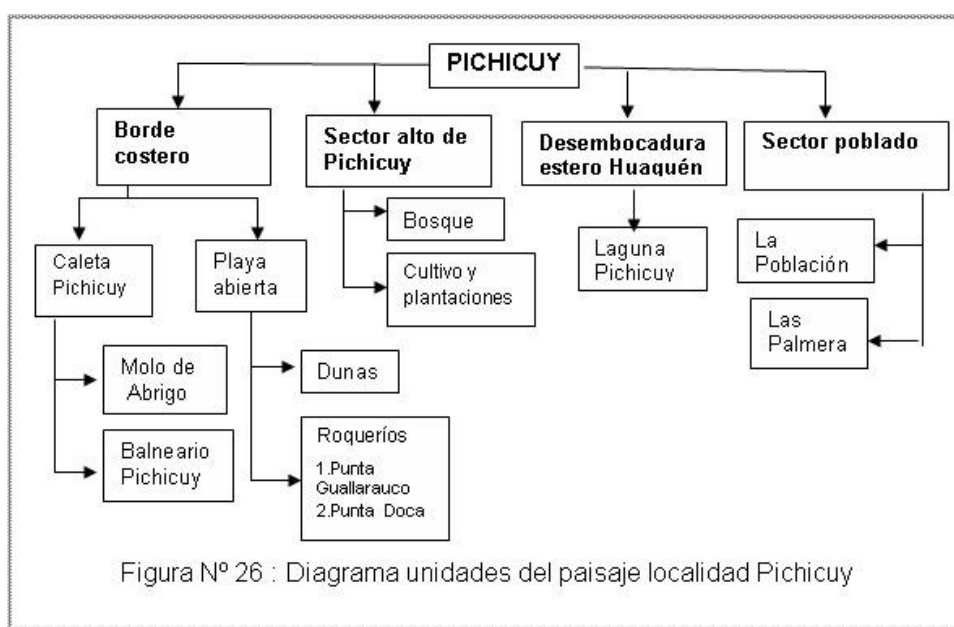 PICHICUY
Borde
costero
Sector alto de
Pichicuy
Desembocadura
estero Huaquén
Sector poblado
Caleta
Pichicuy
Playa
abierta
Bosque
Cultivo y
plantaciones
Laguna
Pichicuy
La
Población
Las
Palmera
Molo de
Abrigo
Balneario
Pichicuy
Dunas
Roqueríos
1.Punta
Guallarauco
2.Punta Doca
Figura Nº 26 : Diagrama unidades del paisaje localidad Pichicuy